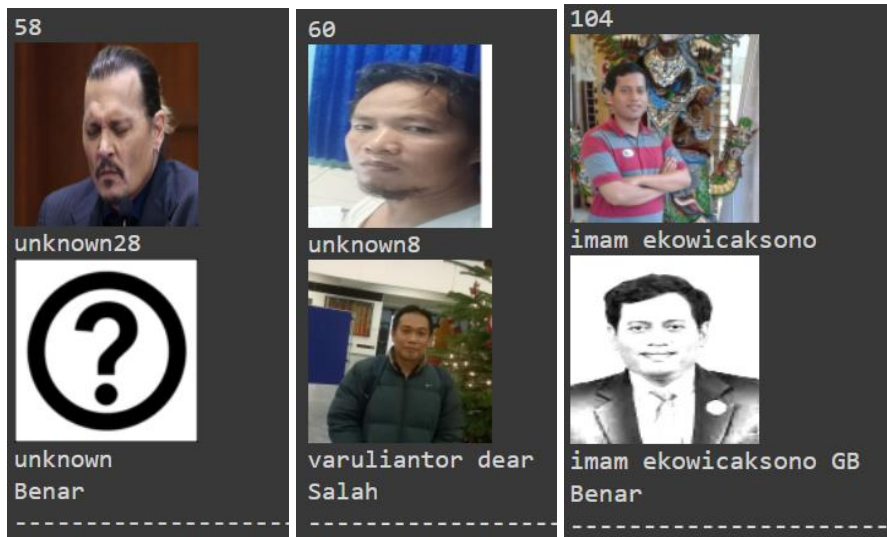 58
unknown28
unknown
Benar
-----------------------
60
unknown8
varuliantor dear
Salah
---------------------
104
imam ekowicaksono
imam ekowicaksono GB
Benar
------------------------